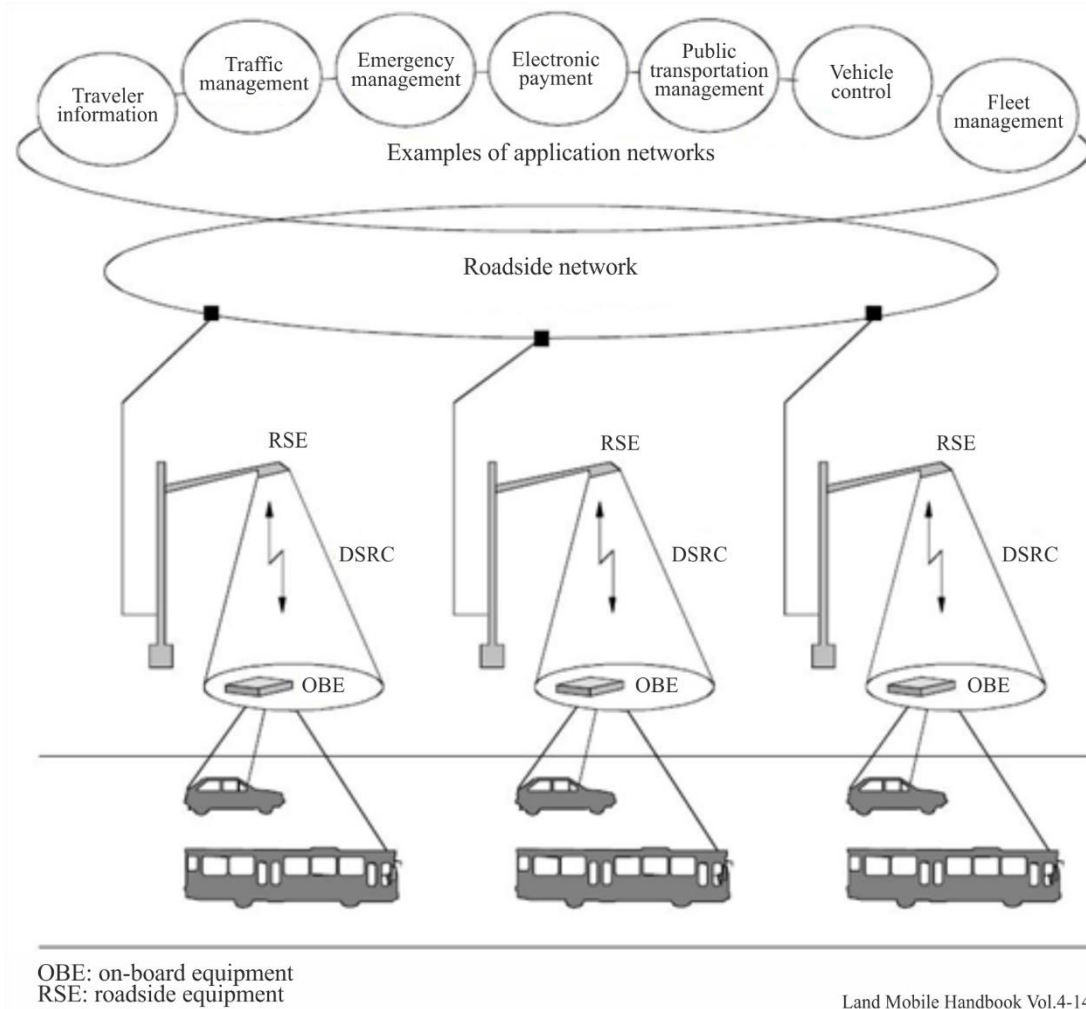 Traveler
information
Traffic
management
Emergency
management
Electronic
payment
Public
transportation
management
Vehicle
control
Fleet
management
Examples of application networks
Roadside network
RSE
RSE
RSE
DSRC
DSRC
DSRC
OBE
OBE
OBE
OBE: on-board equipment
RSE: roadside equipment
Land Mobile Handbook Vol.4-14